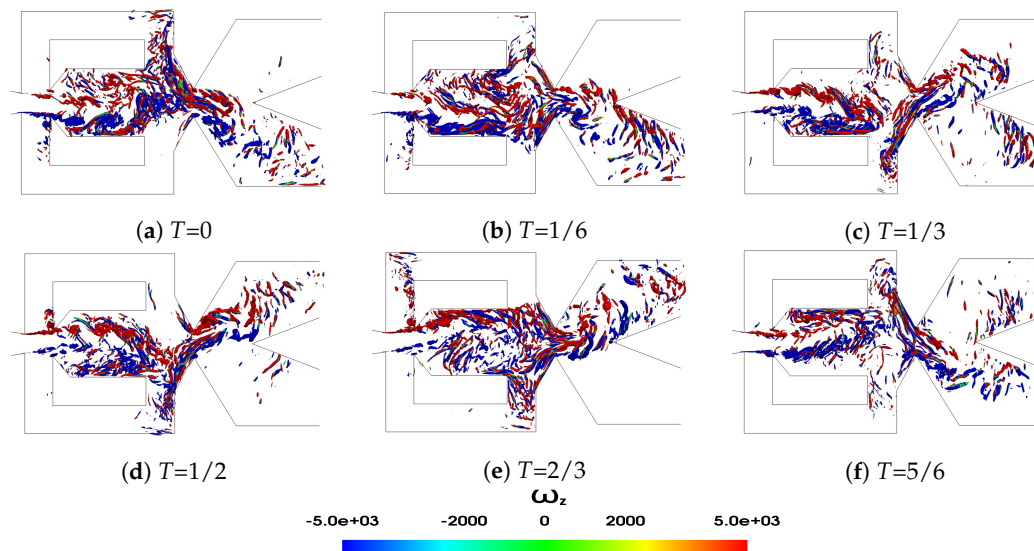 (a) T=0
(b) T=1/6
(c) T=1/3
(d) T=1/2
(e) T=2/3
(f) T=5/6
ω_z
-5.0e+03 -2000 0 2000 5.0e+03